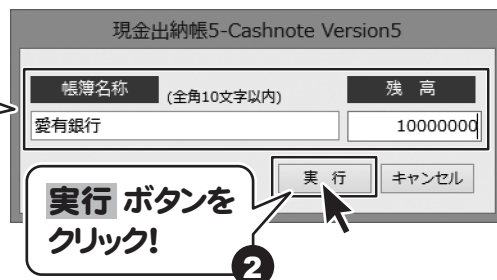 現金出納帳5-Cashnote Version5
帳簿名称 (全角10文字以内) 残 高
愛有銀行 10000000
実 行 キャンセル
実行 ボタンを
クリック!
2